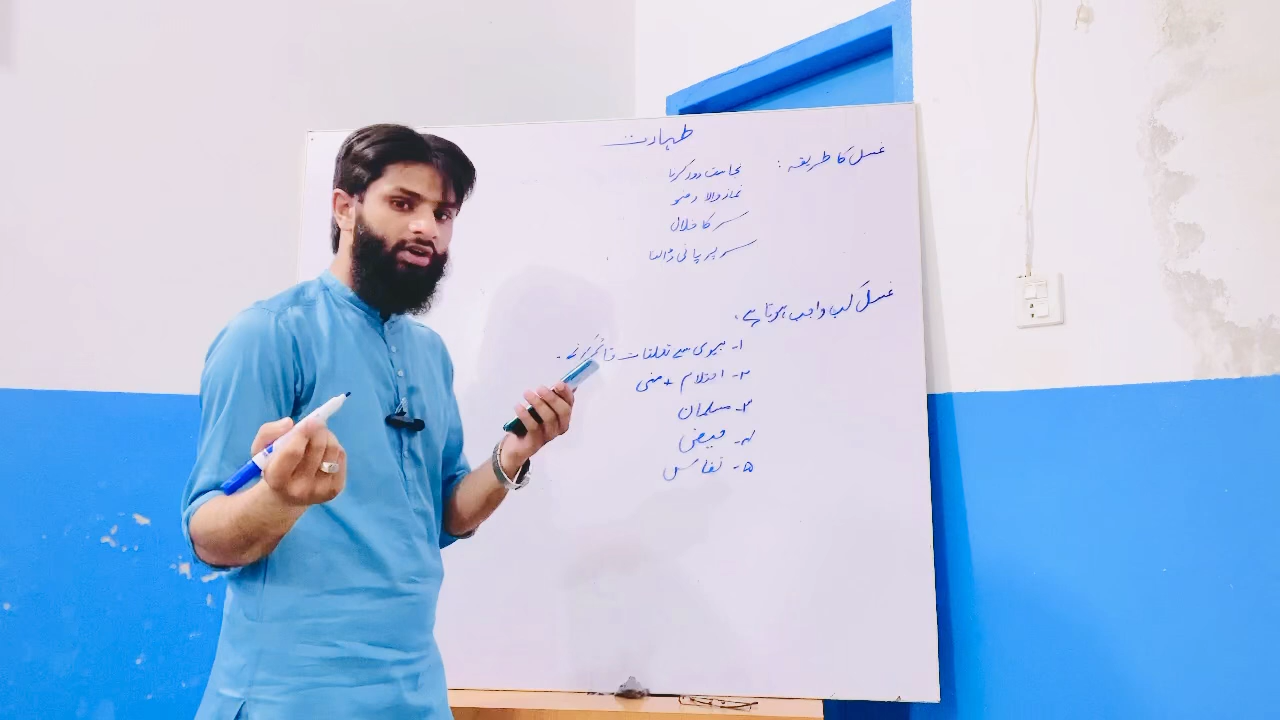 طہارت
غسل کا طریقہ :
نجاست دور کرنا
نماز والا وضو
سر کا خلال
سر پر پانی ڈالنا
غسل کب واجب ہوتا ہے،
۱۔ بیوی سے تعلقات قائم کرنے۔
۲۔ احتلام + منی
۳۔ مسلمان
۴۔ حیض
۵۔ نفاس